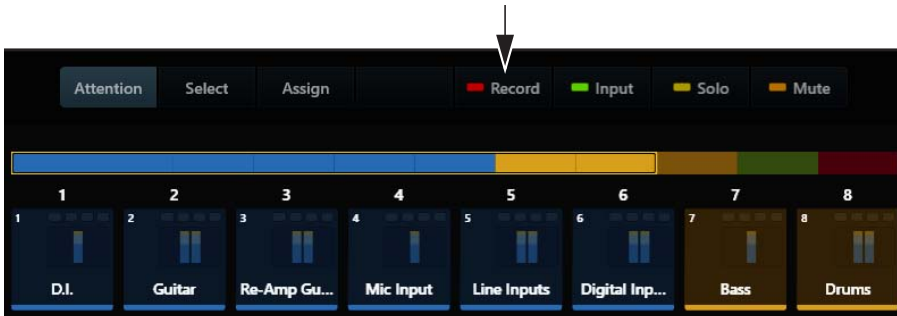 Attention Select Assign Record Input Solo Mute
1 2 3 4 5 6 7 8
1 2 3 4 5 6 7 8
D.I. Guitar Re-Amp Gu... Mic Input Line Inputs Digital Inp... Bass Drums